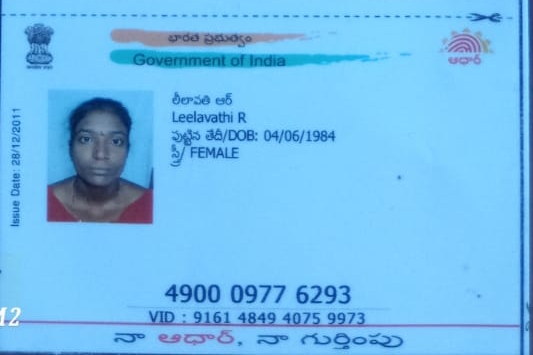 భారత ప్రభుత్వం
Government of India
ఆధార్
Issue Date: 28/12/2011
లీలావతి ఆర్
Leelavathi R
పుట్టిన తేదీ/DOB: 04/06/1984
స్త్రీ/ FEMALE
4900 0977 6293
VID : 9161 4849 4075 9973
నా ఆధార్, నా గుర్తింపు